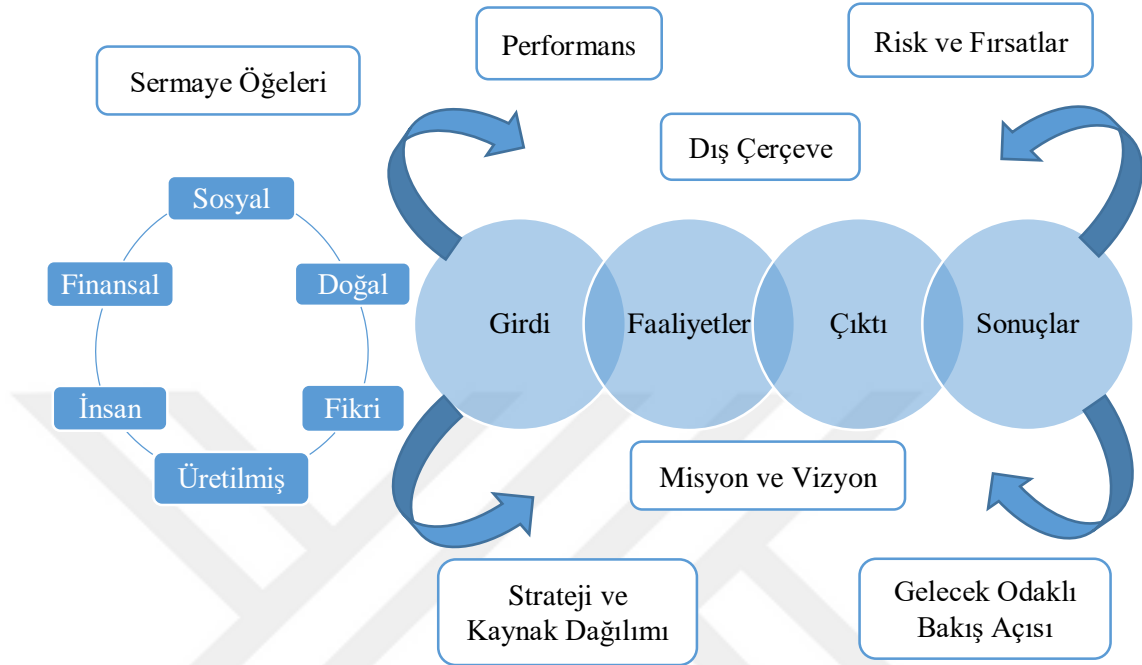 Sermaye Öğeleri
Performans
Risk ve Fırsatlar
Dış Çerçeve
Sosyal
Finansal
Doğal
İnsan
Fikri
Üretilmiş
Girdi
Faaliyetler
Çıktı
Sonuçlar
Misyon ve Vizyon
Strateji ve
Kaynak Dağılımı
Gelecek Odaklı
Bakış Açısı